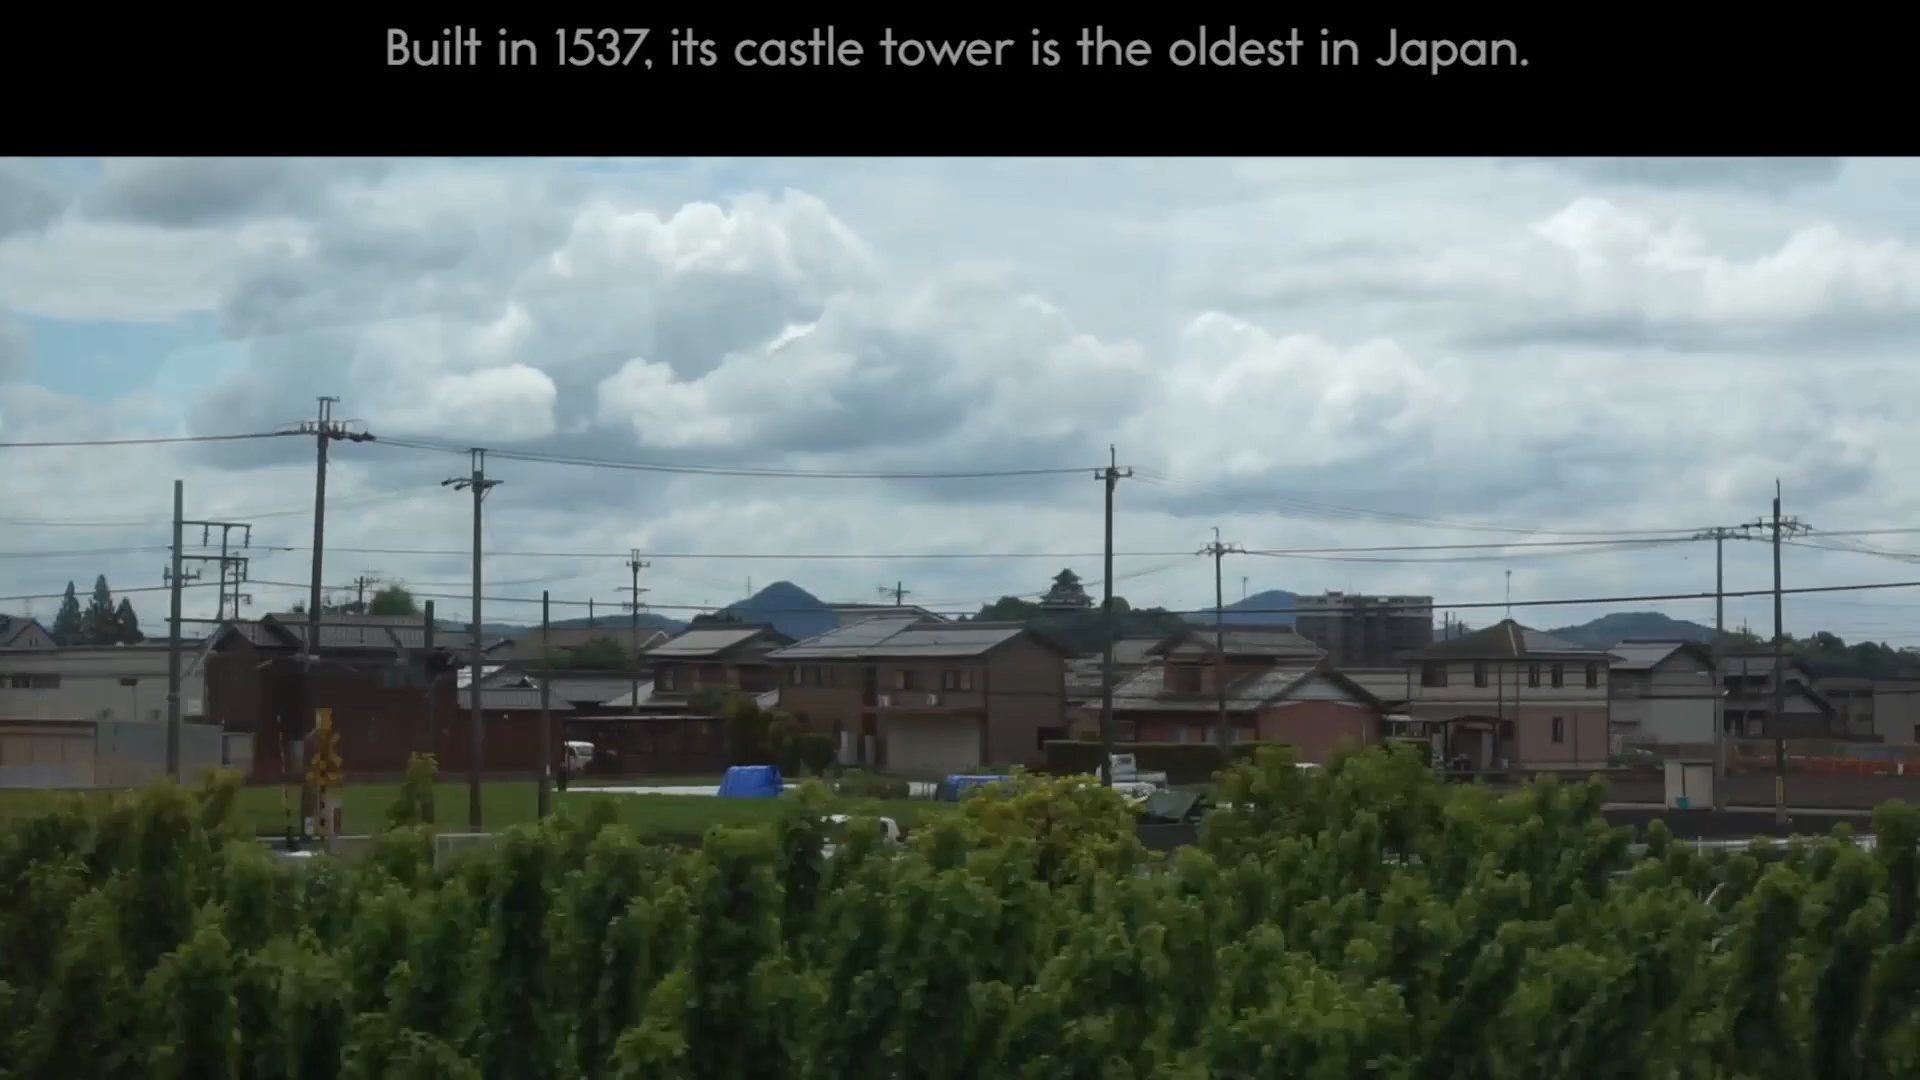 Built in 1537, its castle tower is the oldest in Japan.